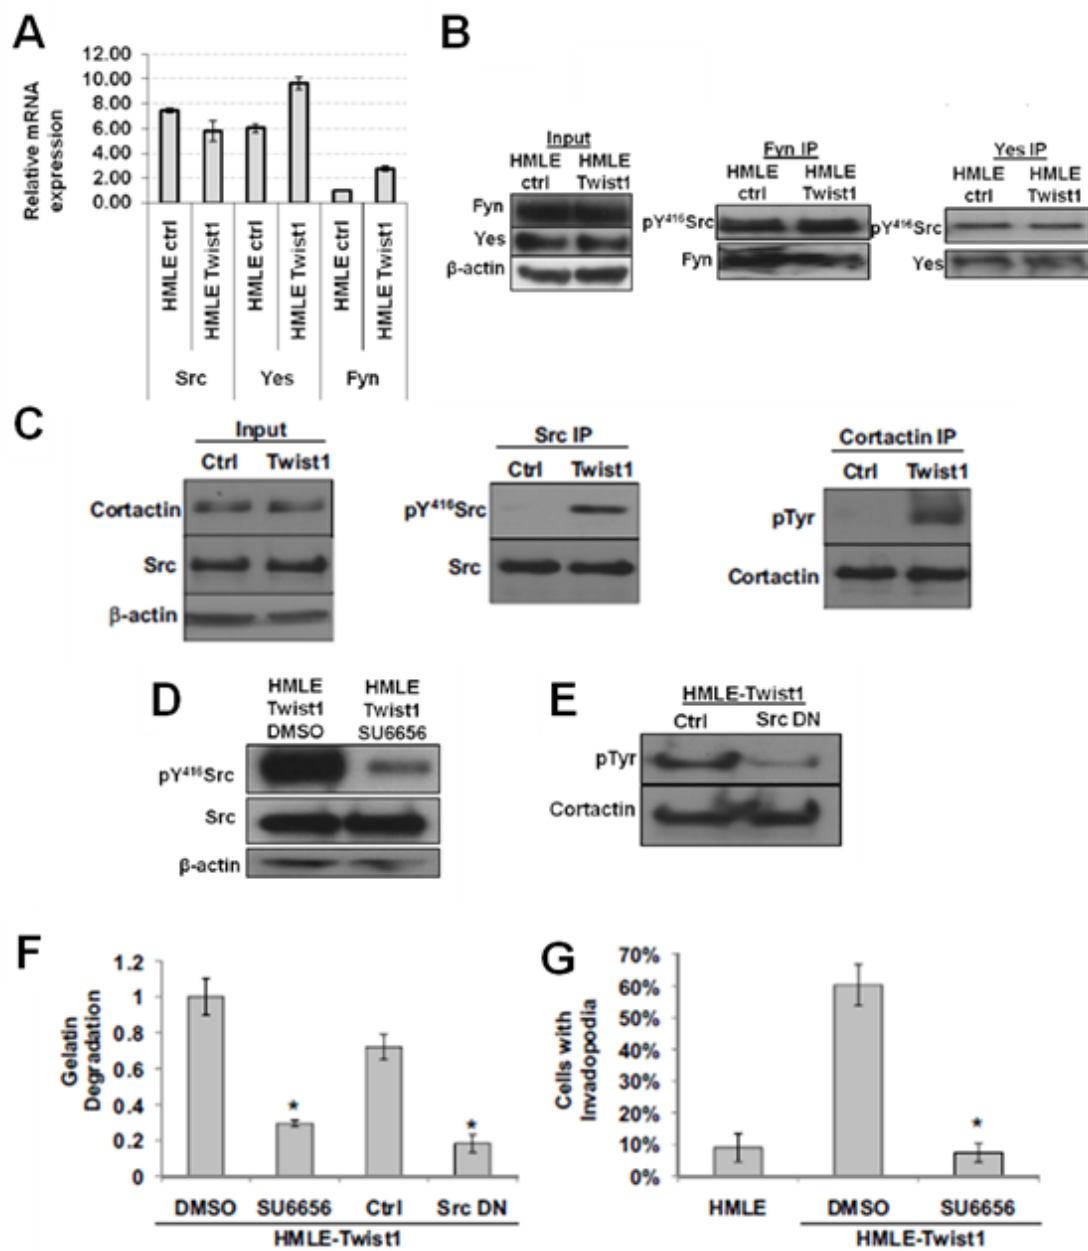 A
12.00
10.00
8.00
6.00
4.00
2.00
0.00
Relative mRNA
expression
HMLE ctrl
HMLE Twist1
HMLE ctrl
HMLE Twist1
HMLE ctrl
HMLE Twist1
Src
Yes
Fyn
B
Input
HMLE HMLE
ctrl Twist1
Fyn
Yes
β-actin
Fyn IP
HMLE HMLE
ctrl Twist1
pY⁴¹⁶Src
Fyn
Yes IP
HMLE HMLE
ctrl Twist1
pY⁴¹⁶Src
Yes
C
Input
Ctrl Twist1
Cortactin
Src
β-actin
Src IP
Ctrl Twist1
pY⁴¹⁶Src
Src
Cortactin IP
Ctrl Twist1
pTyr
Cortactin
D
HMLE HMLE
Twist1 Twist1
DMSO SU6656
pY⁴¹⁶Src
Src
β-actin
E
HMLE-Twist1
Ctrl Src DN
pTyr
Cortactin
F
1.2
1
0.8
0.6
0.4
0.2
0
Gelatin
Degradation
*
*
DMSO SU6656 Ctrl Src DN
HMLE-Twist1
G
70%
60%
50%
40%
30%
20%
10%
0%
Cells with
Invadopodia
*
HMLE DMSO SU6656
HMLE-Twist1